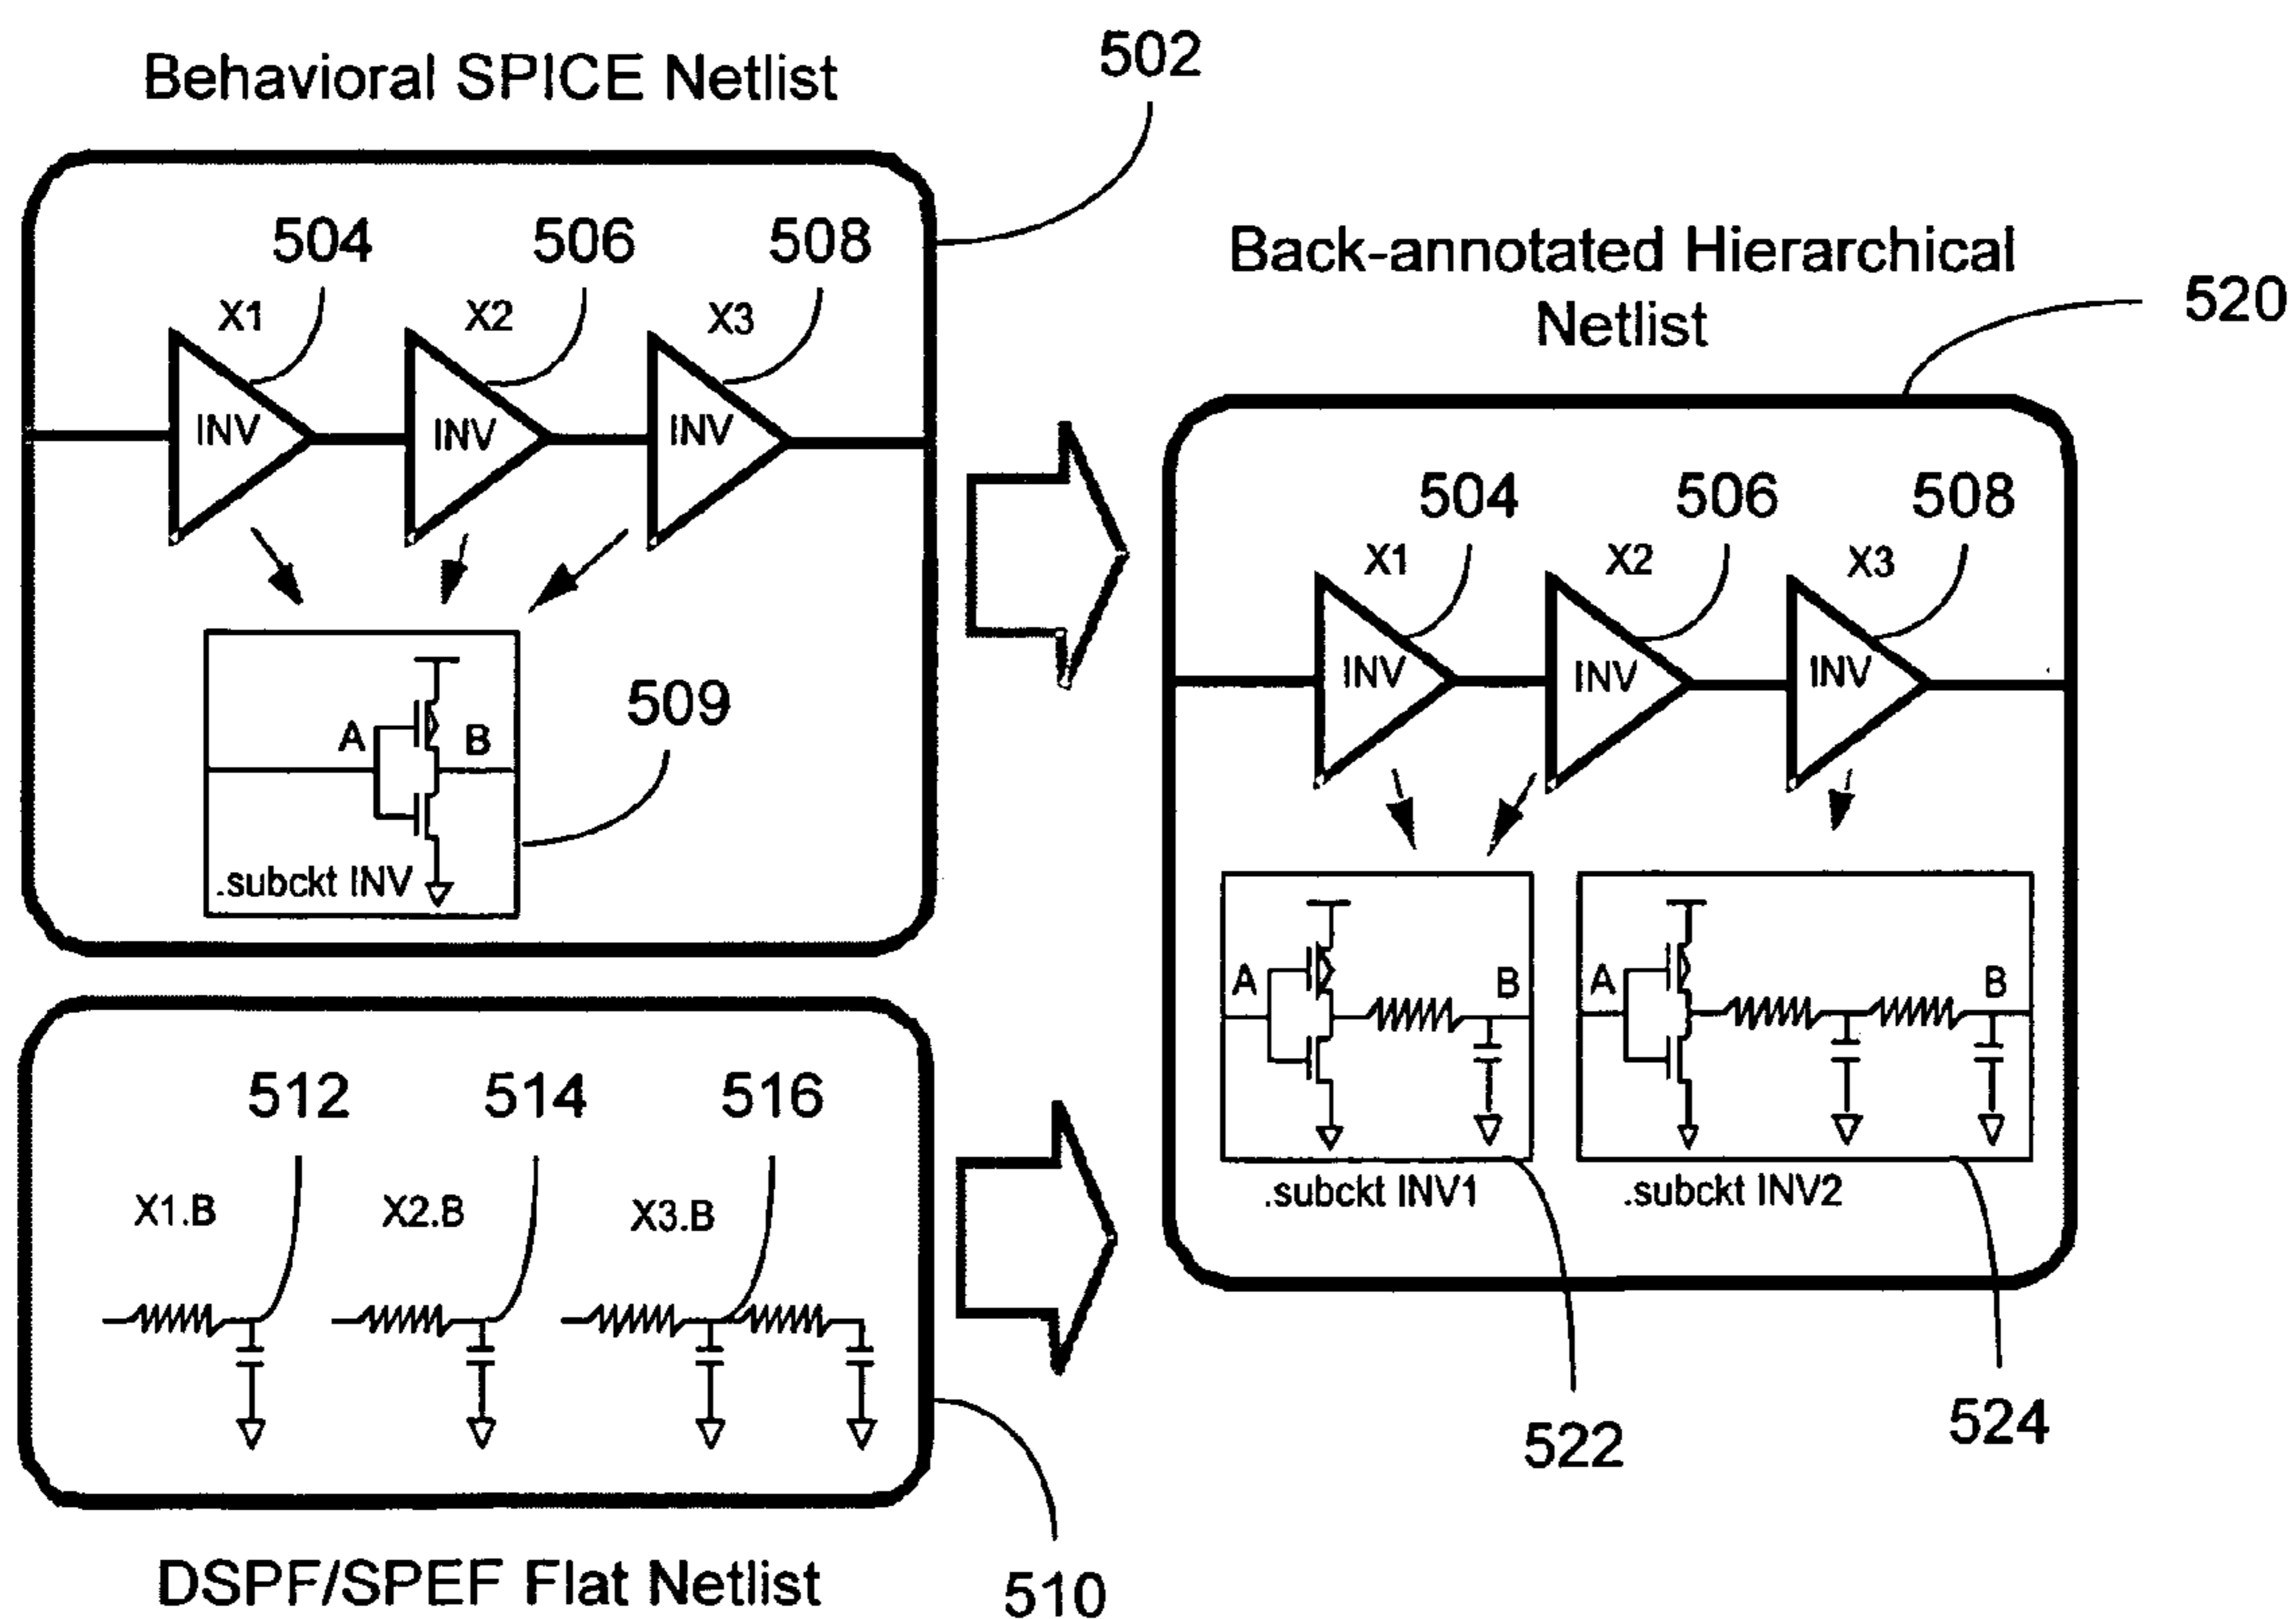 Behavioral SPICE Netlist
502
504
506
508
X1
X2
X3
INV
INV
INV
A
B
509
.subckt INV
Back-annotated Hierarchical
Netlist
520
504
506
508
X1
X2
X3
INV
INV
INV
A
B
A
B
.subckt INV1
.subckt INV2
522
524
512
514
516
X1.B
X2.B
X3.B
DSPF/SPEF Flat Netlist
510